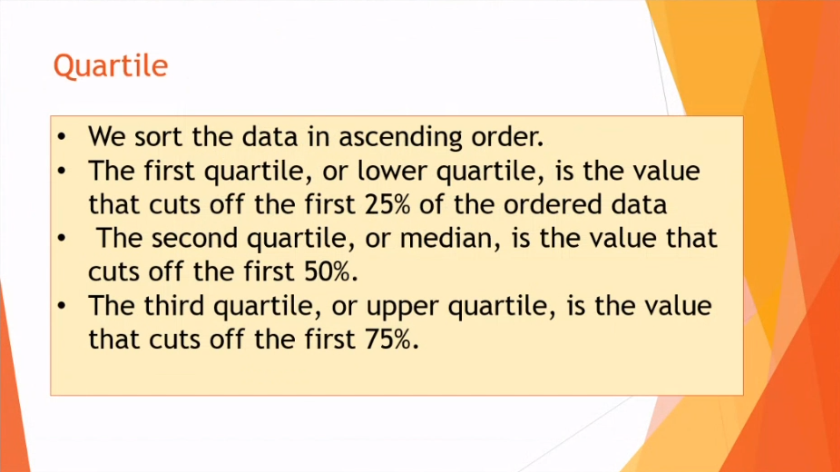 Quartile
• We sort the data in ascending order.
• The first quartile, or lower quartile, is the value
that cuts off the first 25% of the ordered data
• The second quartile, or median, is the value that
cuts off the first 50%.
• The third quartile, or upper quartile, is the value
that cuts off the first 75%.